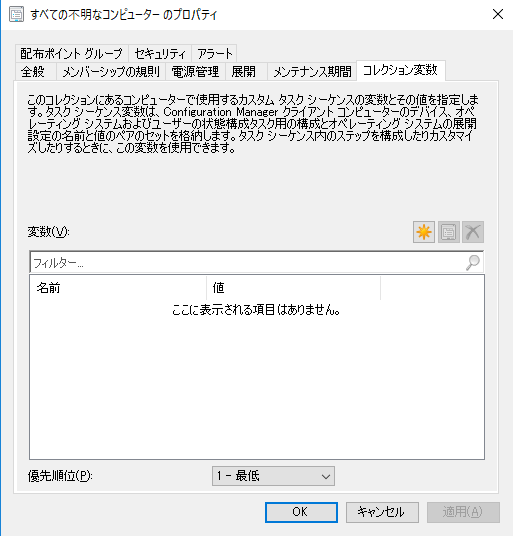 すべての不明なコンピューター のプロパティ
配布ポイント グループ セキュリティ アラート
全般 メンバーシップの規則 電源管理 展開 メンテナンス期間 コレクション変数
このコレクションにあるコンピューターで使用するカスタム タスク シーケンスの変数とその値を指定しま
す。タスク シーケンス変数は、Configuration Manager クライアント コンピューターのデバイス、オペ
レーティング システムおよびユーザーの状態構成タスク用の構成とオペレーティング システムの展開
設定の名前と値のペアのセットを格納します。タスク シーケンス内のステップを構成したりカスタマイ
ズしたりするときに、この変数を使用できます。
変数(V):
フィルター...
名前 値
ここに表示される項目はありません。
優先順位(P): 1 - 最低
OK キャンセル 適用(A)